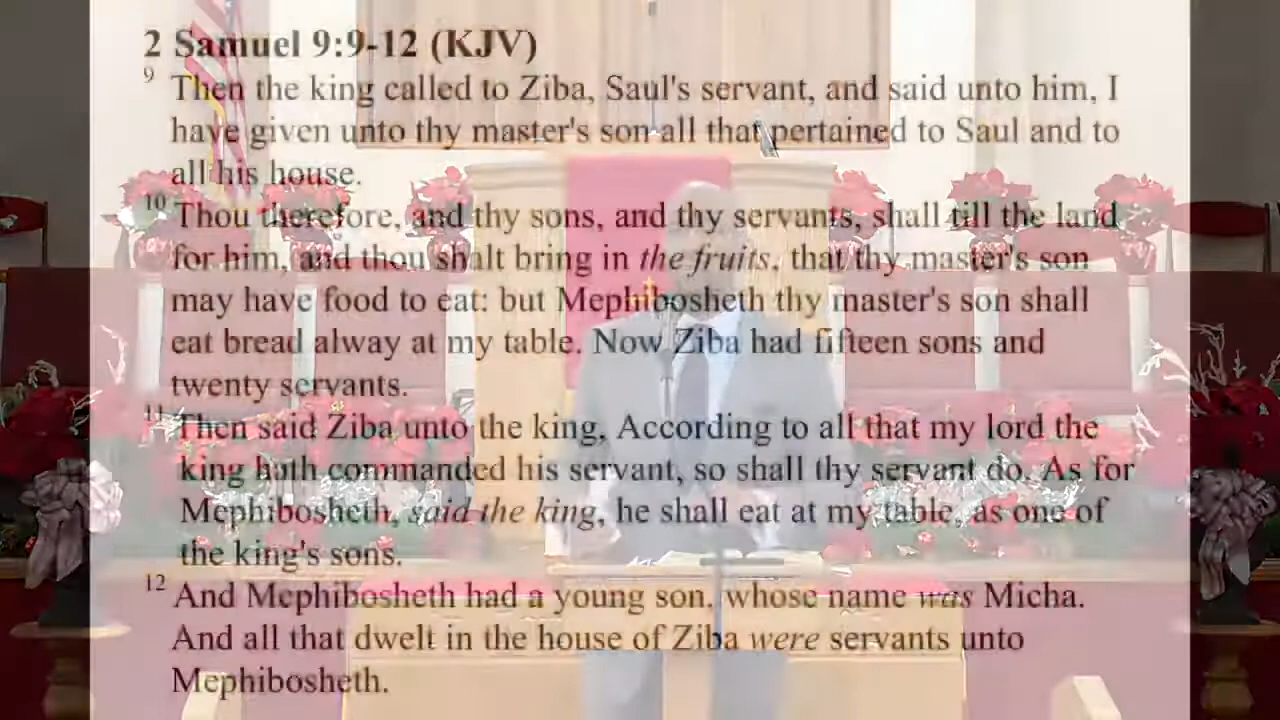 2 Samuel 9:9-12 (KJV)
9 Then the king called to Ziba, Saul's servant, and said unto him, I
have given unto thy master's son all that pertained to Saul and to
all his house.
10 Thou therefore, and thy sons, and thy servants, shall till the land
for him, and thou shalt bring in the fruits, that thy master's son
may have food to eat: but Mephibosheth thy master's son shall
eat bread alway at my table. Now Ziba had fifteen sons and
twenty servants.
11 Then said Ziba unto the king, According to all that my lord the
king hath commanded his servant, so shall thy servant do. As for
Mephibosheth, said the king, he shall eat at my table, as one of
the king's sons.
12 And Mephibosheth had a young son, whose name was Micha.
And all that dwelt in the house of Ziba were servants unto
Mephibosheth.